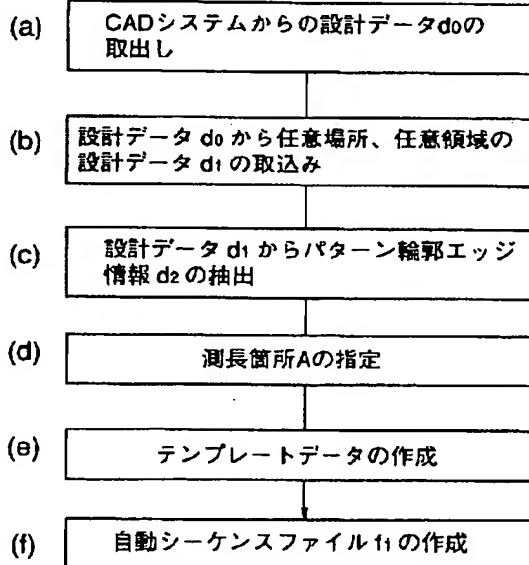 (a) CADシステムからの設計データd0の
取出し
(b) 設計データ d0 から任意場所、任意領域の
設計データ d1 の取込み
(c) 設計データ d1 からパターン輪郭エッジ
情報 d2 の抽出
(d) 測長箇所Aの指定
(e) テンプレートデータの作成
(f) 自動シーケンスファイル f1 の作成